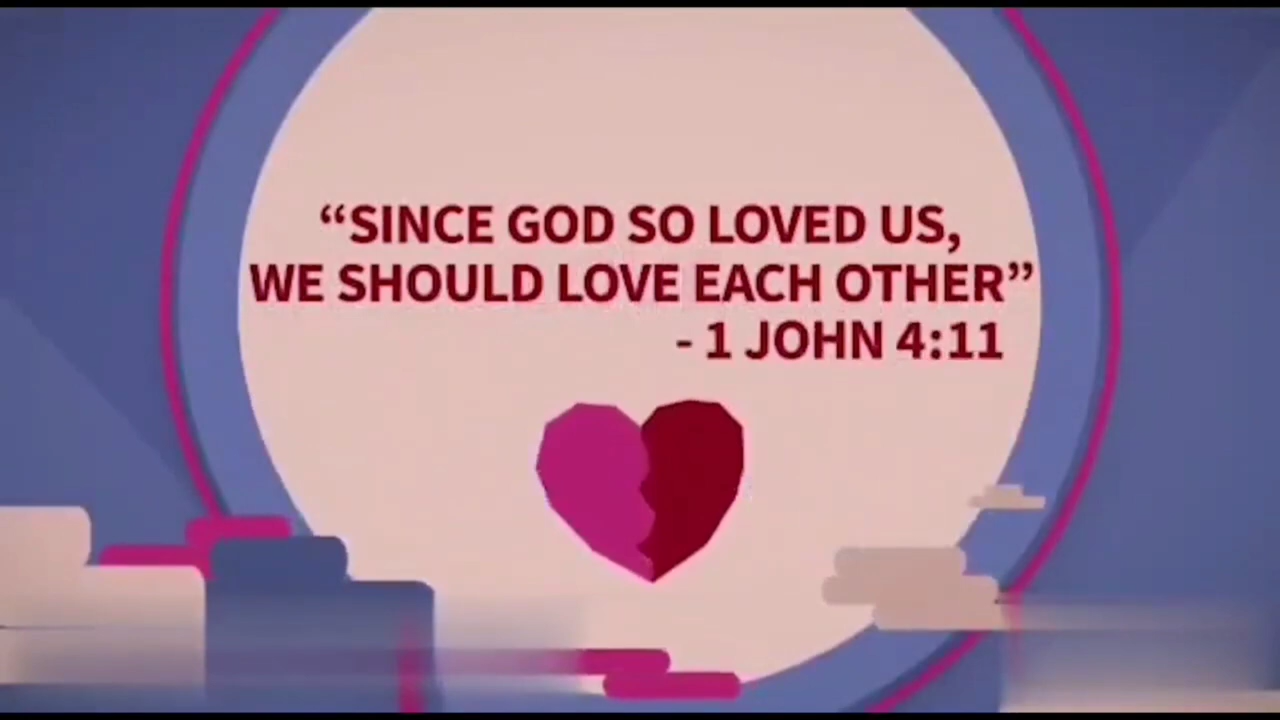 “SINCE GOD SO LOVED US,
WE SHOULD LOVE EACH OTHER”
- 1 JOHN 4:11